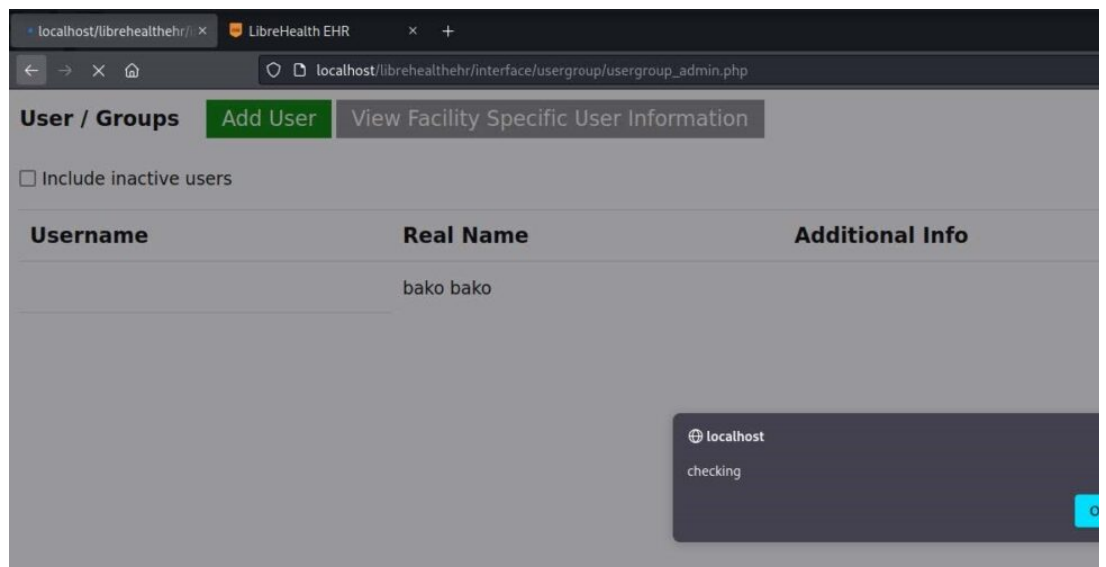 localhost/librehealthehr/i
LibreHealth EHR
localhost/librehealthehr/interface/usergroup/usergroup_admin.php
User / Groups Add User View Facility Specific User Information
Include inactive users
Username Real Name Additional Info
bako bako
localhost
checking